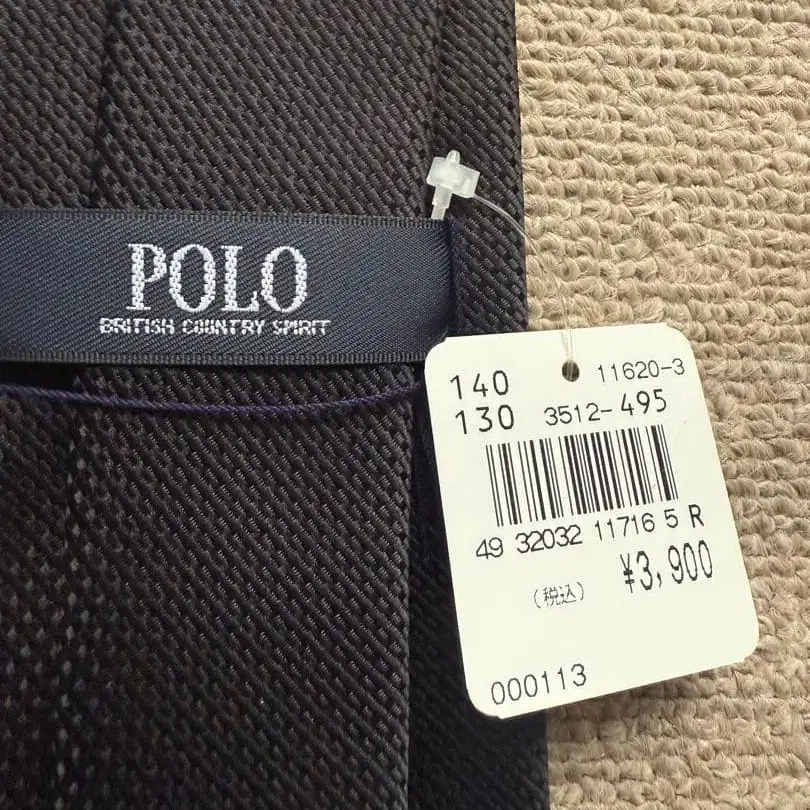 POLO
BRITISH COUNTRY SPIRIT
140 11620-3
130 3512-495
49 32032 11716 5 R
¥3,900
(税込)
000113